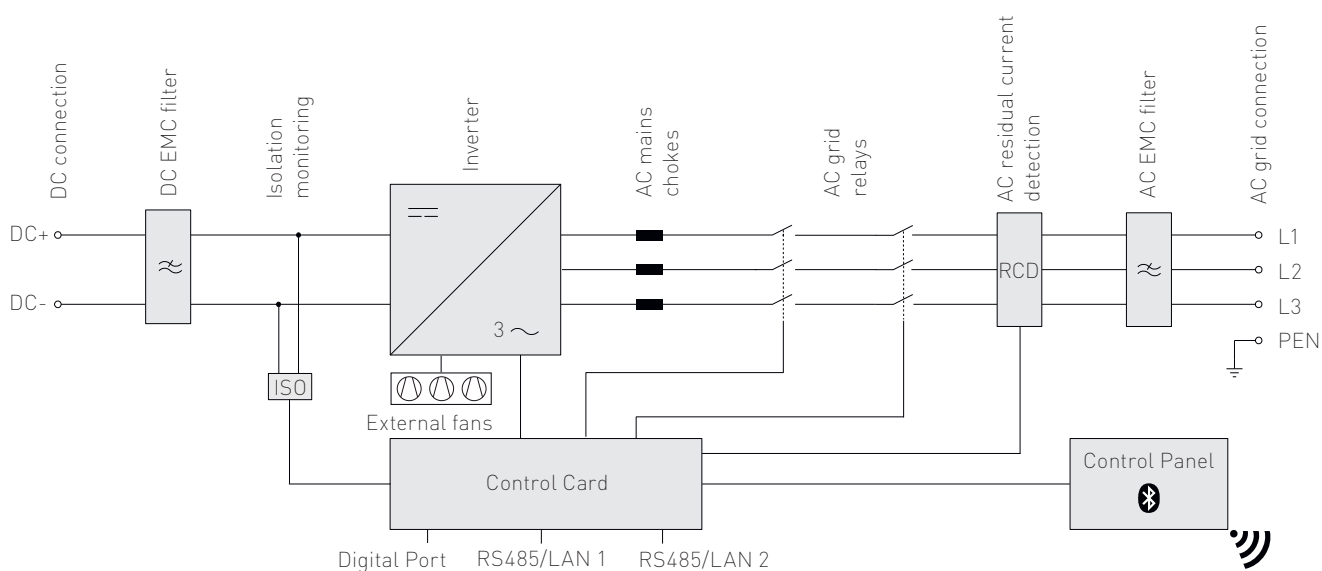 DC connection
DC EMC filter
Isolation
monitoring
Inverter
AC mains
chokes
AC grid
relays
AC residual current
detection
AC EMC filter
AC grid connection
DC+
DC-
3
RCD
L1
L2
L3
PEN
ISO
External fans
Control Card
Control Panel
Digital Port
RS485/LAN 1
RS485/LAN 2